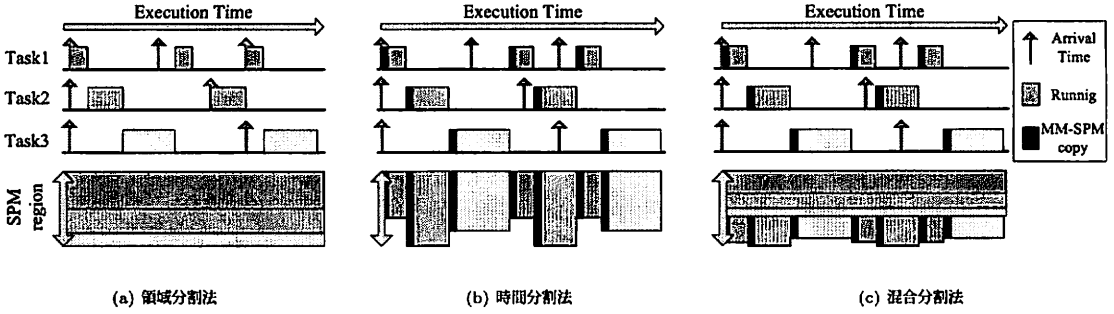 Execution Time
Execution Time
Execution Time
Task1
Task2
Task3
SPM region
Arrival Time
Runnig
MM-SPM copy
(a) 領域分割法
(b) 時間分割法
(c) 混合分割法